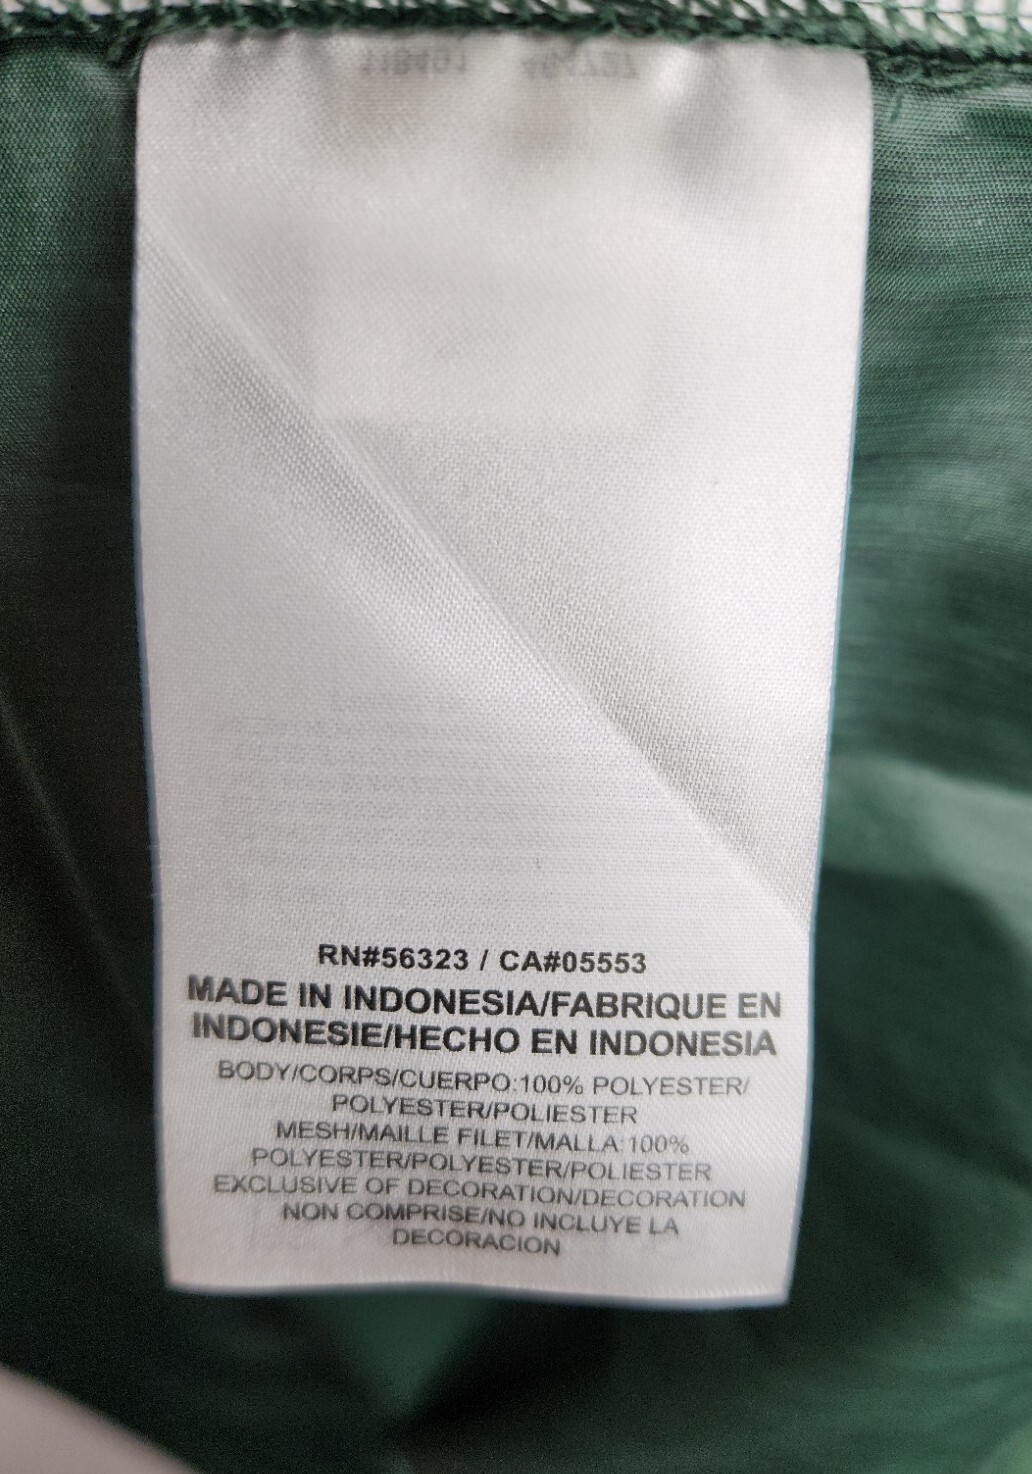 RN#56323 / CA#05553
MADE IN INDONESIA/FABRIQUE EN
INDONESIE/HECHO EN INDONESIA
BODY/CORPS/CUERPO:100% POLYESTER/
POLYESTER/POLIESTER
MESH/MAILLE FILET/MALLA:100%
POLYESTER/POLYESTER/POLIESTER
EXCLUSIVE OF DECORATION/DECORATION
NON COMPRISE/NO INCLUYE LA
DECORACION